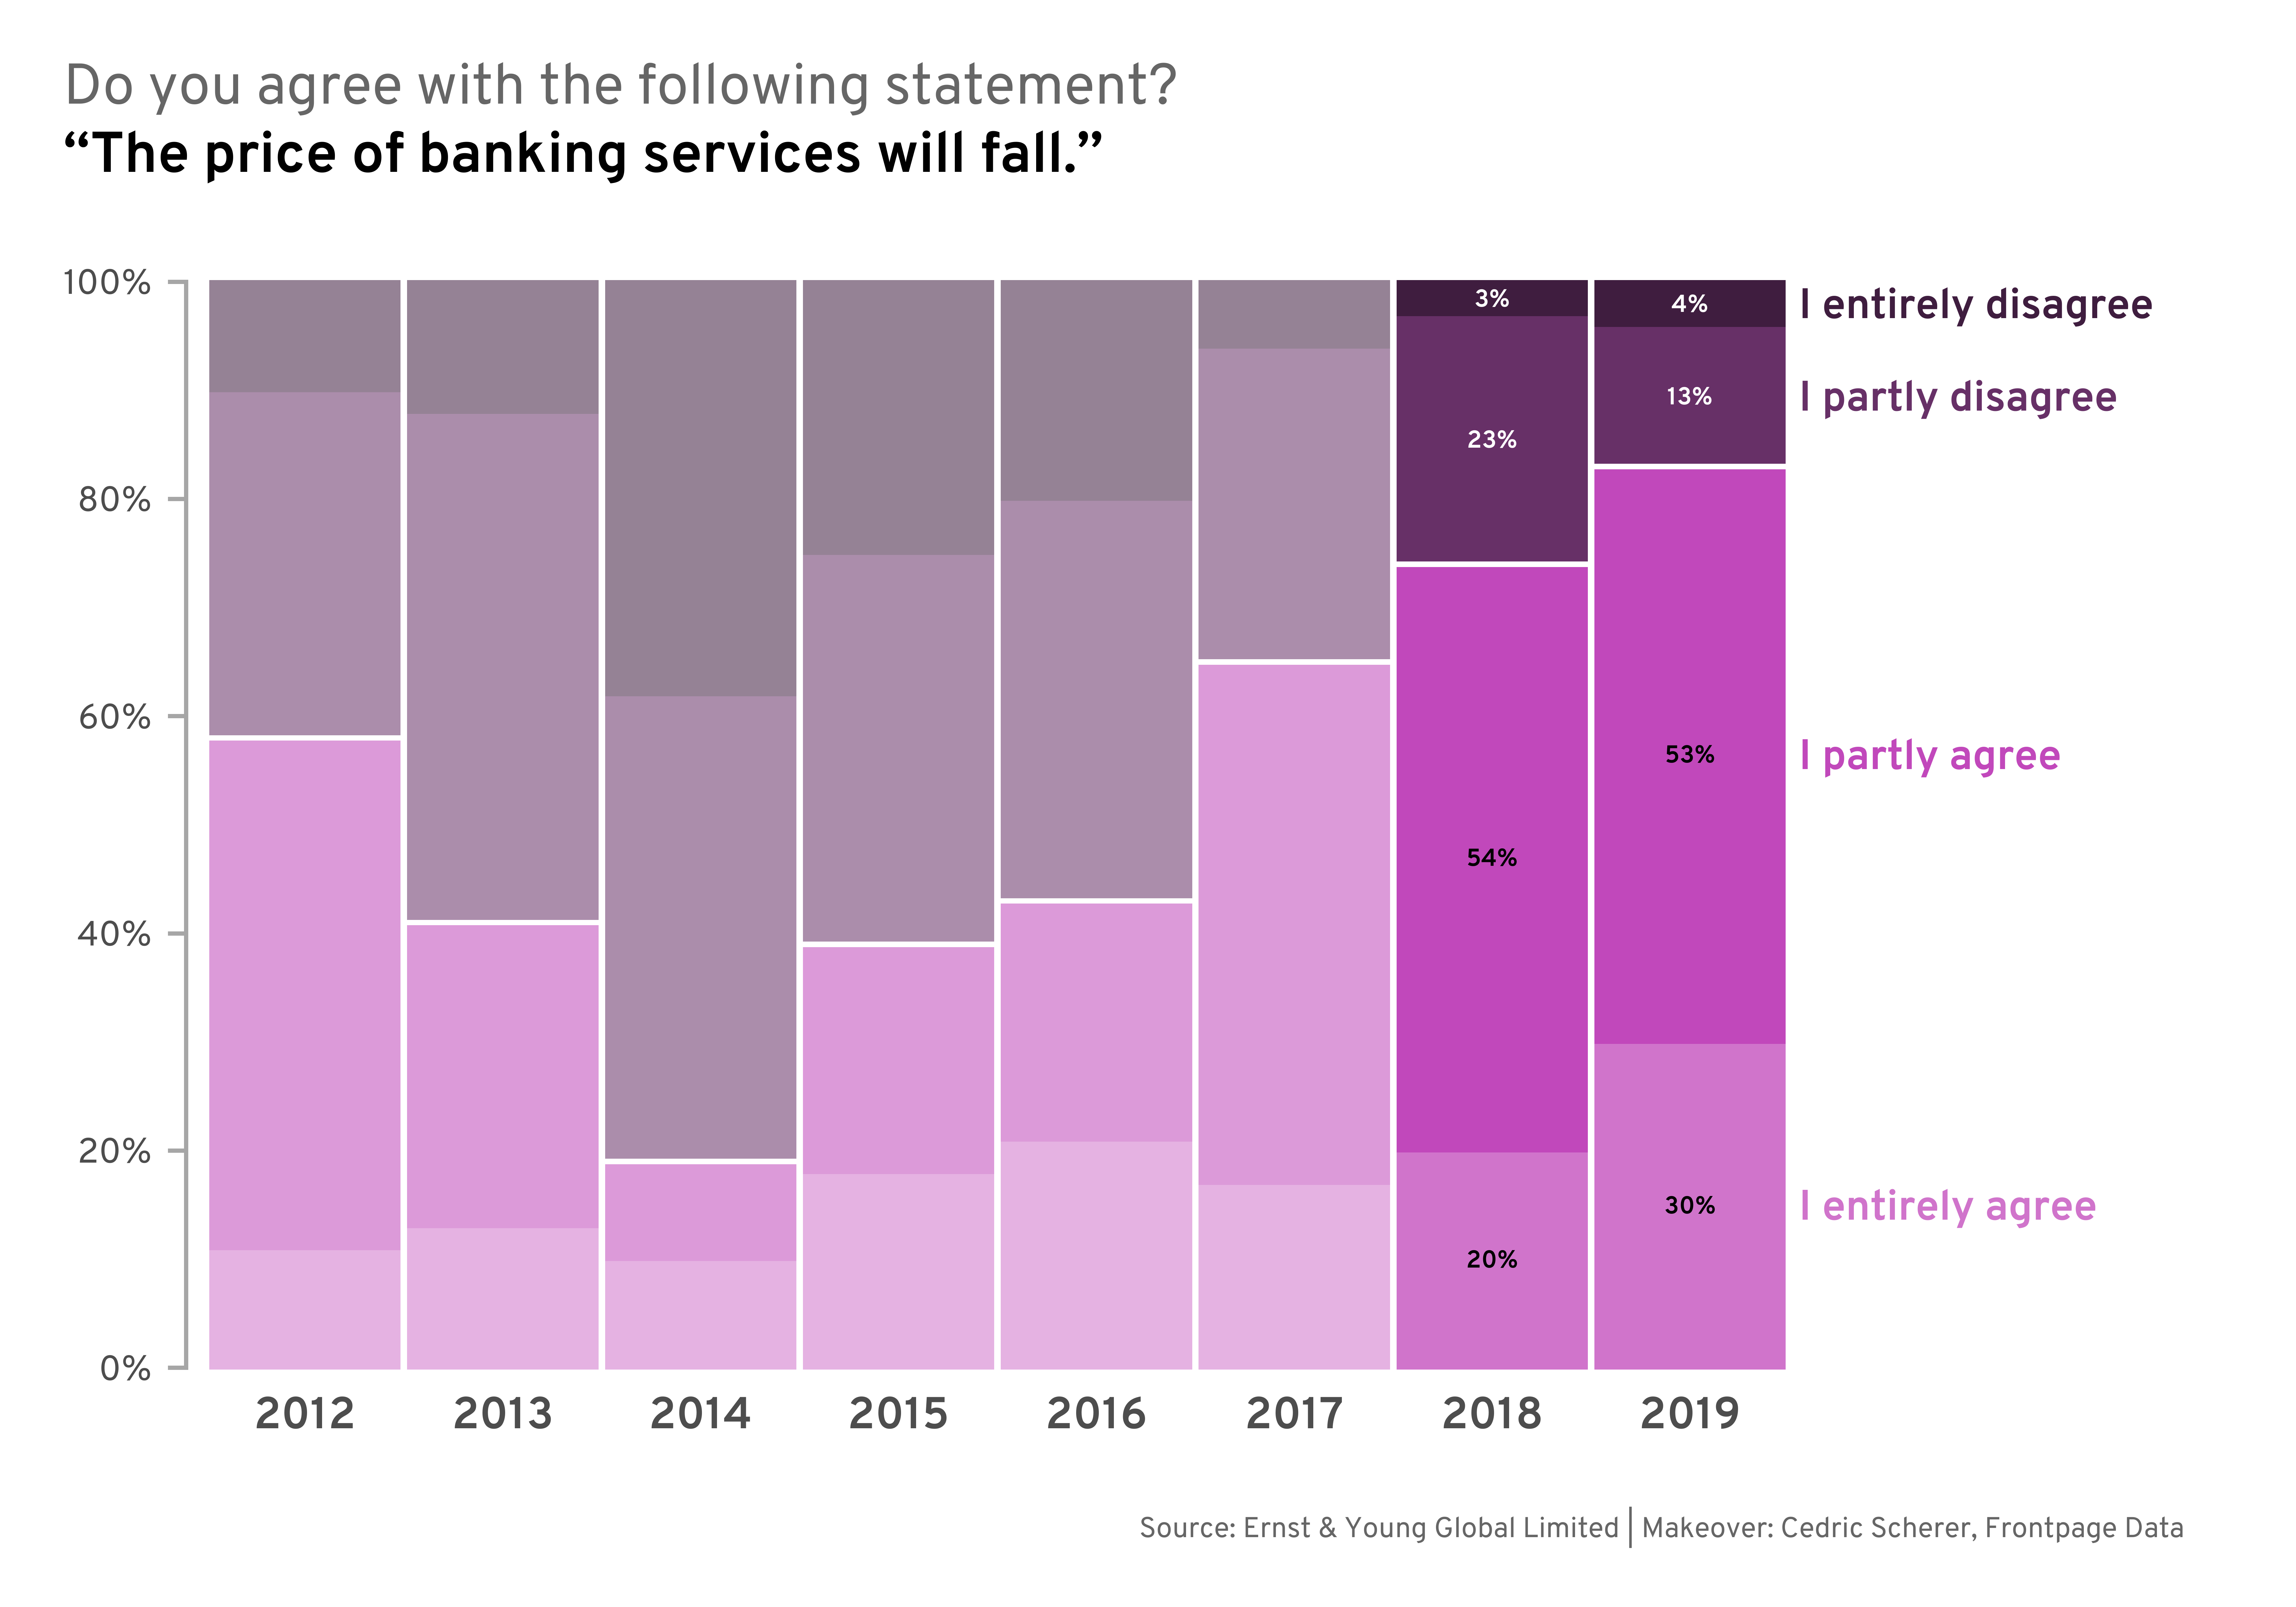 Do you agree with the following statement?
“The price of banking services will fall.”
100%
80%
60%
40%
20%
0%
3%
23%
54%
20%
4%
13%
53%
30%
I entirely disagree
I partly disagree
I partly agree
I entirely agree
2012 2013 2014 2015 2016 2017 2018 2019
Source: Ernst & Young Global Limited | Makeover: Cedric Scherer, Frontpage Data